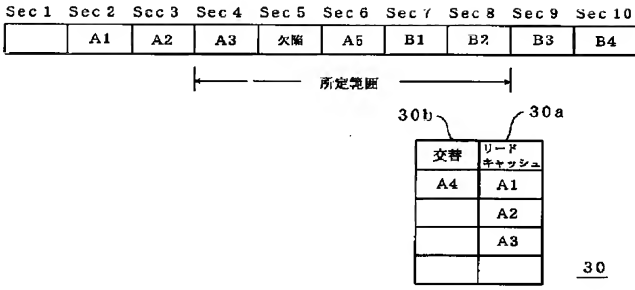 Sec 1 Sec 2 Sec 3 Sec 4 Sec 5 Sec 6 Sec 7 Sec 8 Sec 9 Sec 10
A1 A2 A3 欠陥 A5 B1 B2 B3 B4
所定範囲
30b 30a
交替 リードキャッシュ
A4 A1
A2
A3
30